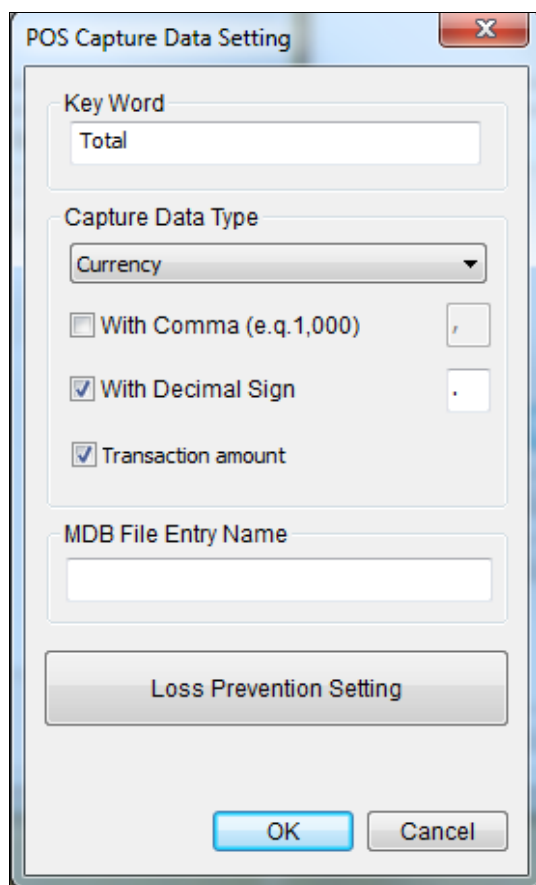 POS Capture Data Setting
Key Word
Total
Capture Data Type
Currency
With Comma (e.q.1,000) ,
With Decimal Sign .
Transaction amount
MDB File Entry Name
Loss Prevention Setting
OK Cancel